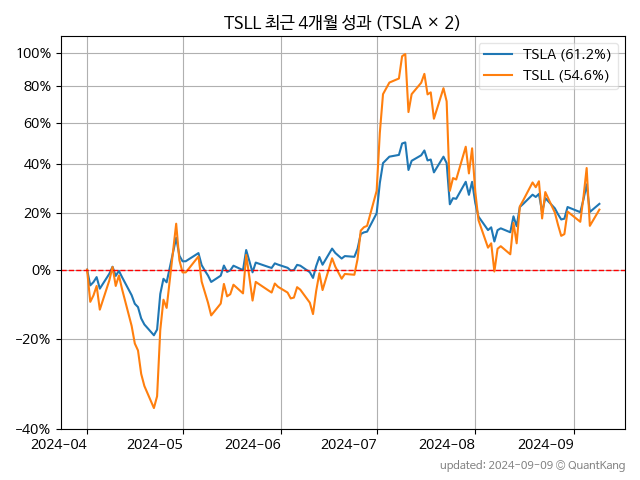 TSLL 최근 4개월 성과 (TSLA × 2)
TSLA (61.2%)
TSLL (54.6%)
100%
80%
60%
40%
20%
0%
−20%
−40%
2024-04 2024-05 2024-06 2024-07 2024-08 2024-09
updated: 2024-09-09 © QuantKang